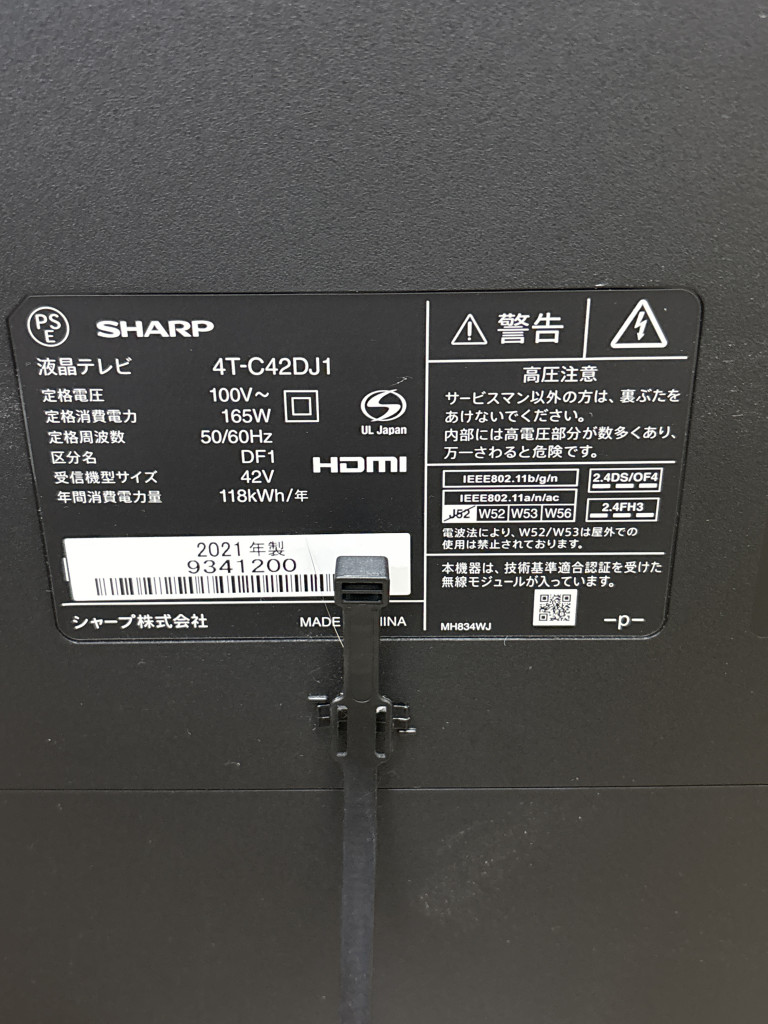 PS
E
SHARP
液晶テレビ 4T-C42DJ1
定格電圧 100V～
定格消費電力 165W
定格周波数 50/60Hz
区分名 DF1
受信機型サイズ 42V
年間消費電力量 118kWh/年
UL Japan
HDMI
2021 年製
9341200
シャープ株式会社 MADE
警告
高圧注意
サービスマン以外の方は、裏ぶたを
あけないでください。
内部には高電圧部分が数多くあり、
万一さわると危険です。
IEEE802.11b/g/n
IEEE802.11a/n/ac
J52 W52 W53 W56
2.4DS/OF4
2.4FH3
電波法により、W52/W53は屋外での
使用は禁止されております。
本機器は、技術基準適合認証を受けた
無線モジュールが入っています。
MH834WJ -p-